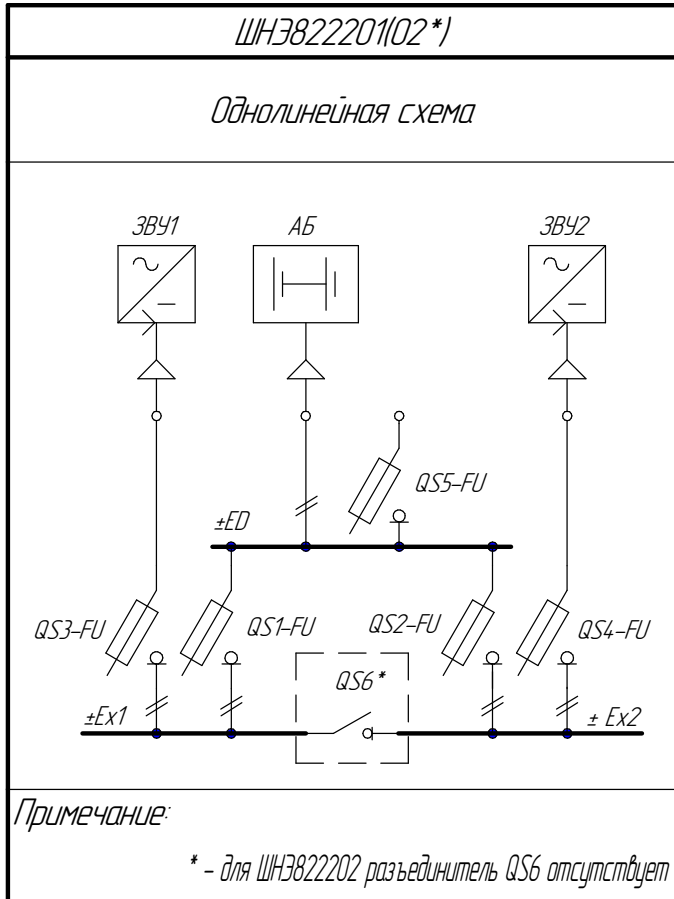 ШНЭ822201(02*)
Однолинейная схема
ЗВУ1 АБ ЗВУ2
QS5-FU
±ED
QS3-FU QS1-FU QS2-FU QS4-FU
QS6*
±Ex1 ± Ex2
Примечание:
* - для ШНЭ822202 разъединитель QS6 отсутствует